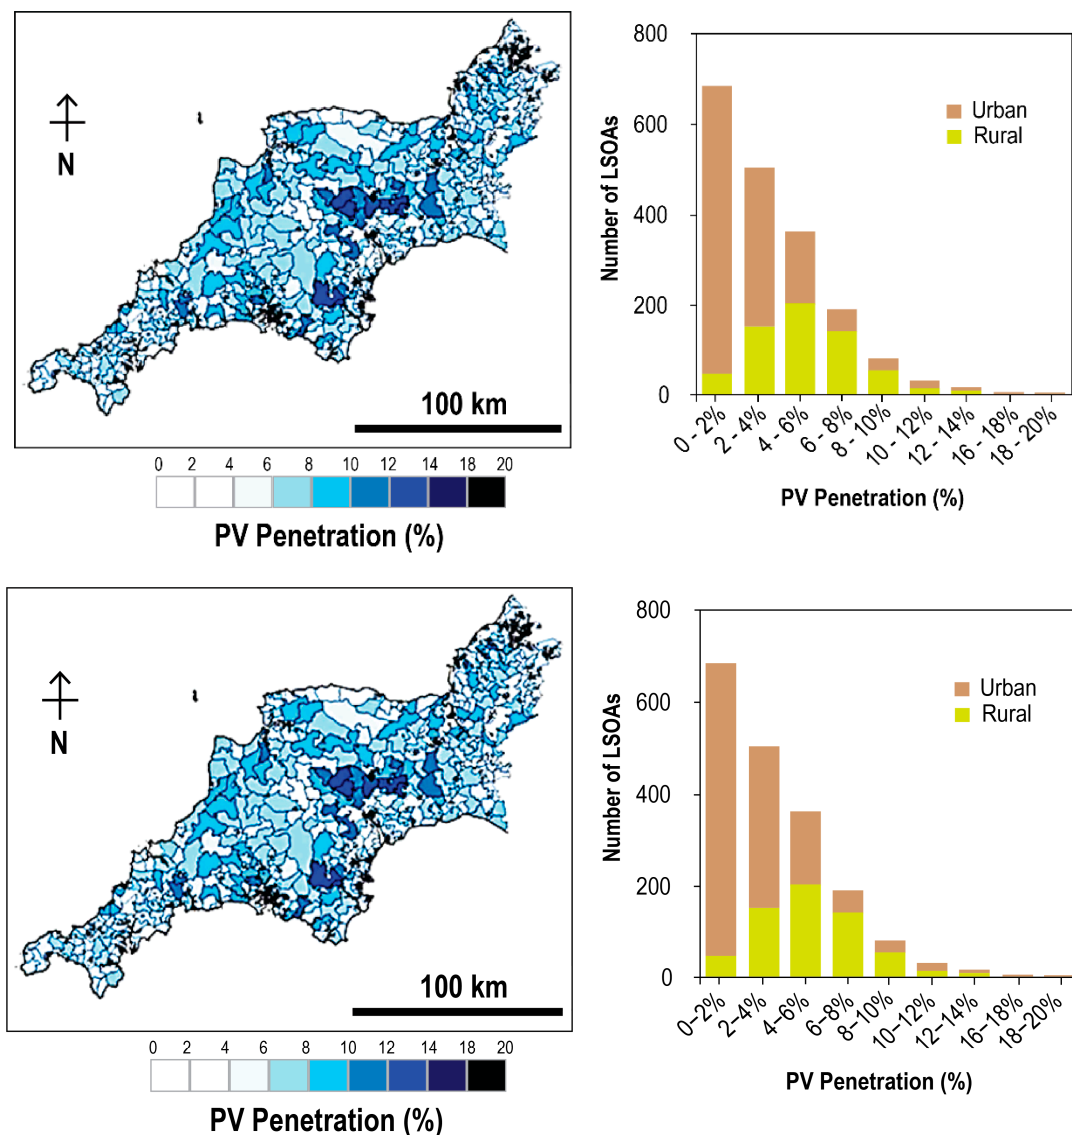 N
100 km
0 2 4 6 8 10 12 14 18 20
PV Penetration (%)
800
600
400
200
0
Number of LSOAs
Urban
Rural
0 - 2%
2 - 4%
4 - 6%
6 - 8%
8 - 10%
10 - 12%
12 - 14%
16 - 18%
18 - 20%
PV Penetration (%)
N
100 km
0 2 4 6 8 10 12 14 18 20
PV Penetration (%)
800
600
400
200
0
Number of LSOAs
Urban
Rural
0–2%
2–4%
4–6%
6–8%
8–10%
10–12%
12–14%
16–18%
18–20%
PV Penetration (%)